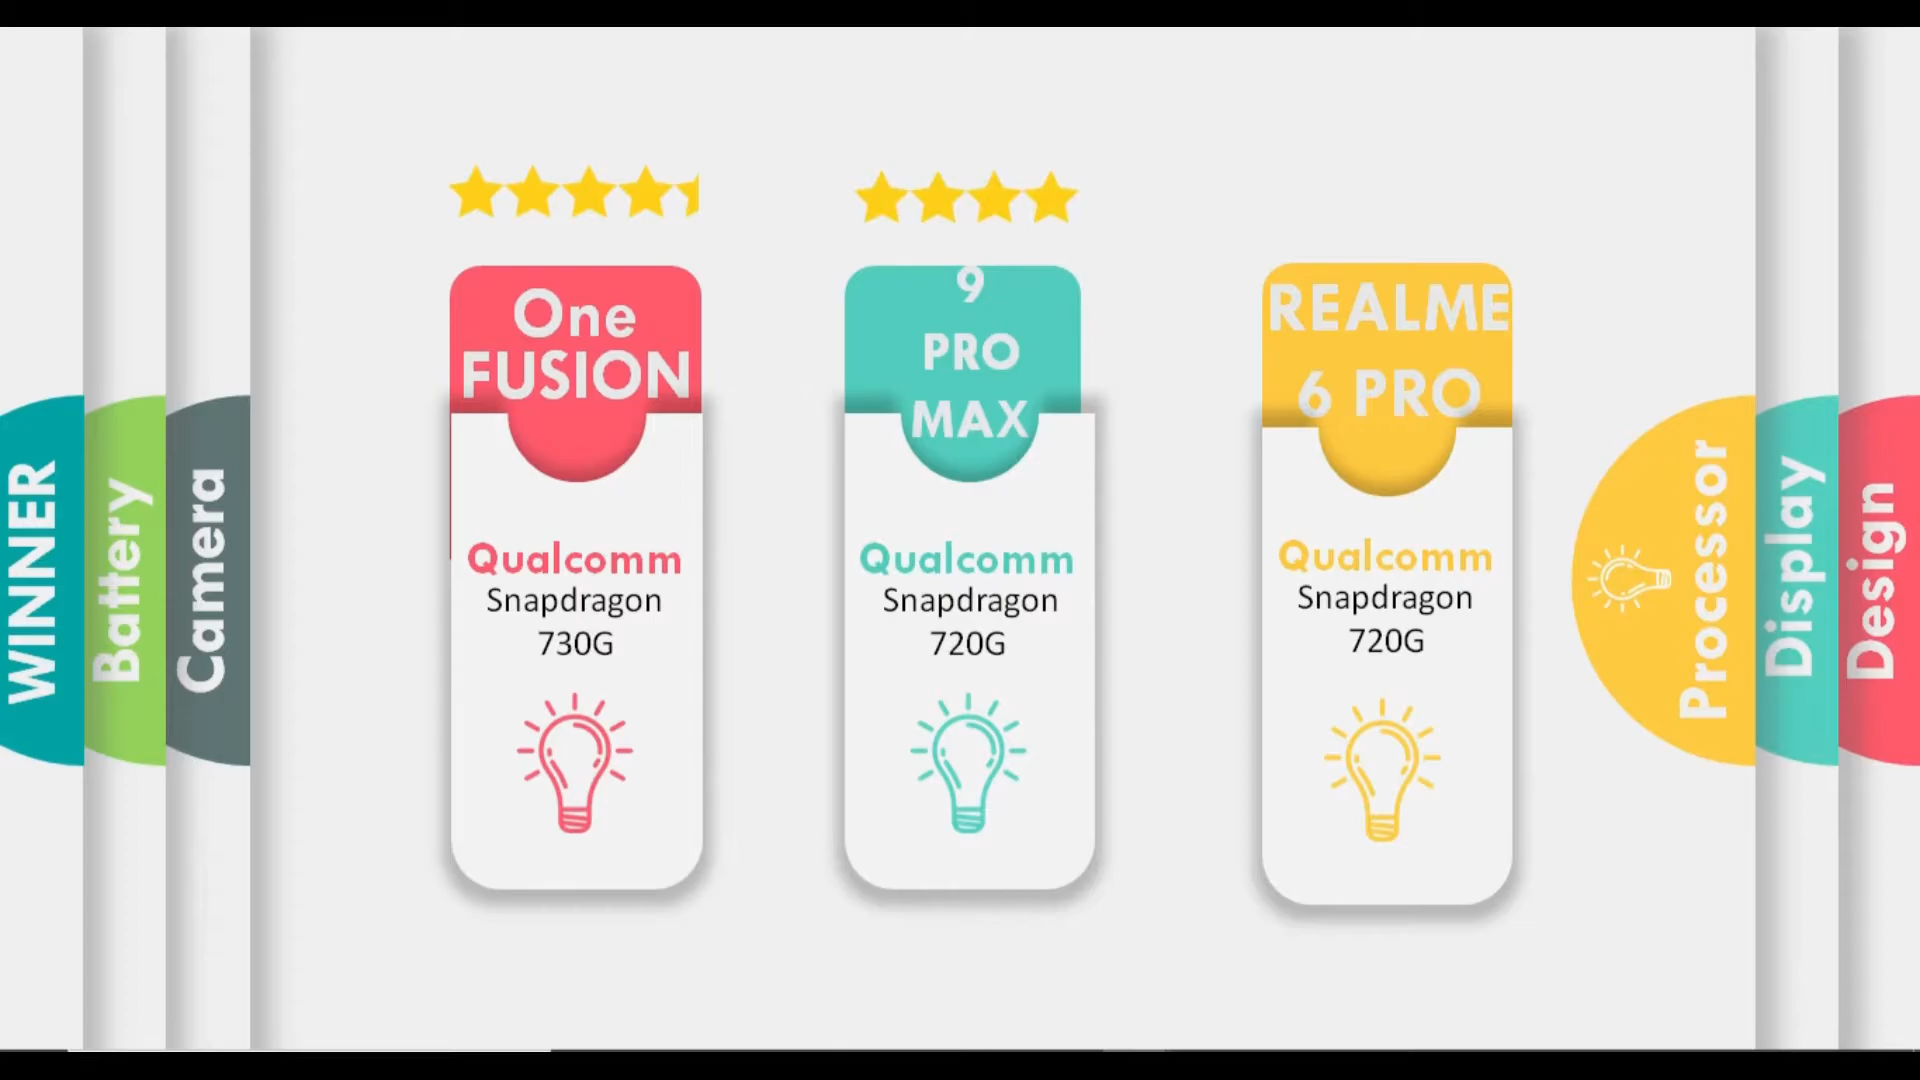 WINNER
Battery
Camera
One
FUSION
Qualcomm
Snapdragon
730G
9
PRO
MAX
Qualcomm
Snapdragon
720G
REALME
6 PRO
Qualcomm
Snapdragon
720G
Processor
Display
Design